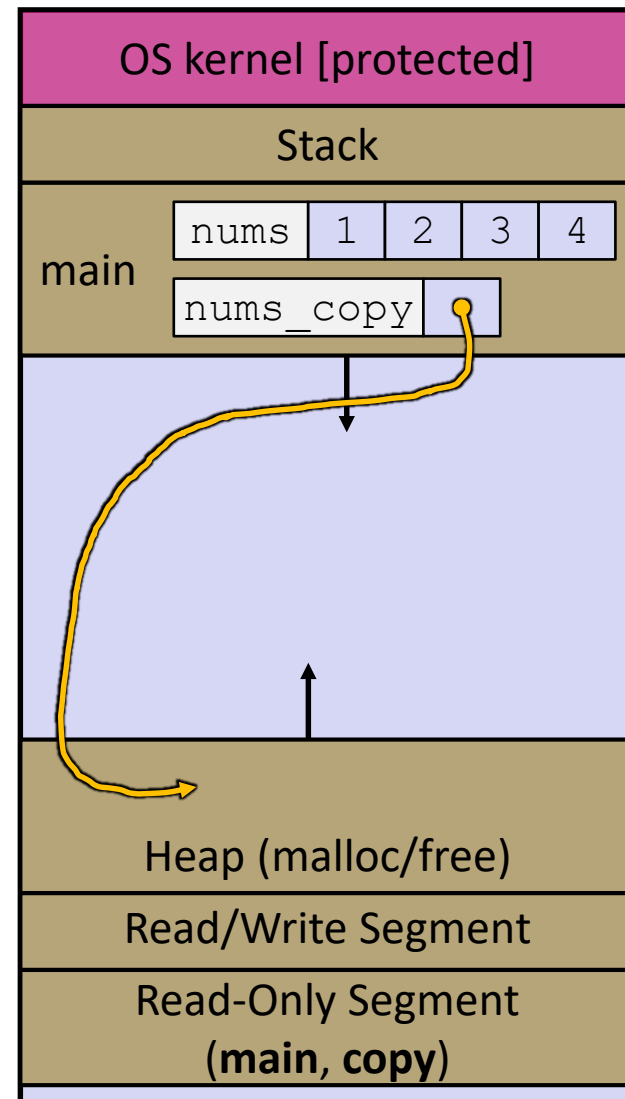 OS kernel [protected]
Stack
main
nums 1 2 3 4
nums_copy
Heap (malloc/free)
Read/Write Segment
Read-Only Segment
(main, copy)